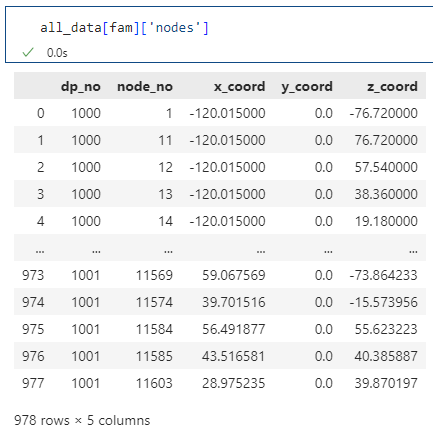 all_data[fam]['nodes']
✓ 0.0s
dp_no node_no x_coord y_coord z_coord
0 1000 1 -120.015000 0.0 -76.720000
1 1000 11 -120.015000 0.0 76.720000
2 1000 12 -120.015000 0.0 57.540000
3 1000 13 -120.015000 0.0 38.360000
4 1000 14 -120.015000 0.0 19.180000
... ... ... ... ... ...
973 1001 11569 59.067569 0.0 -73.864233
974 1001 11574 39.701516 0.0 -15.573956
975 1001 11584 56.491877 0.0 55.623223
976 1001 11585 43.516581 0.0 40.385887
977 1001 11603 28.975235 0.0 39.870197
978 rows × 5 columns